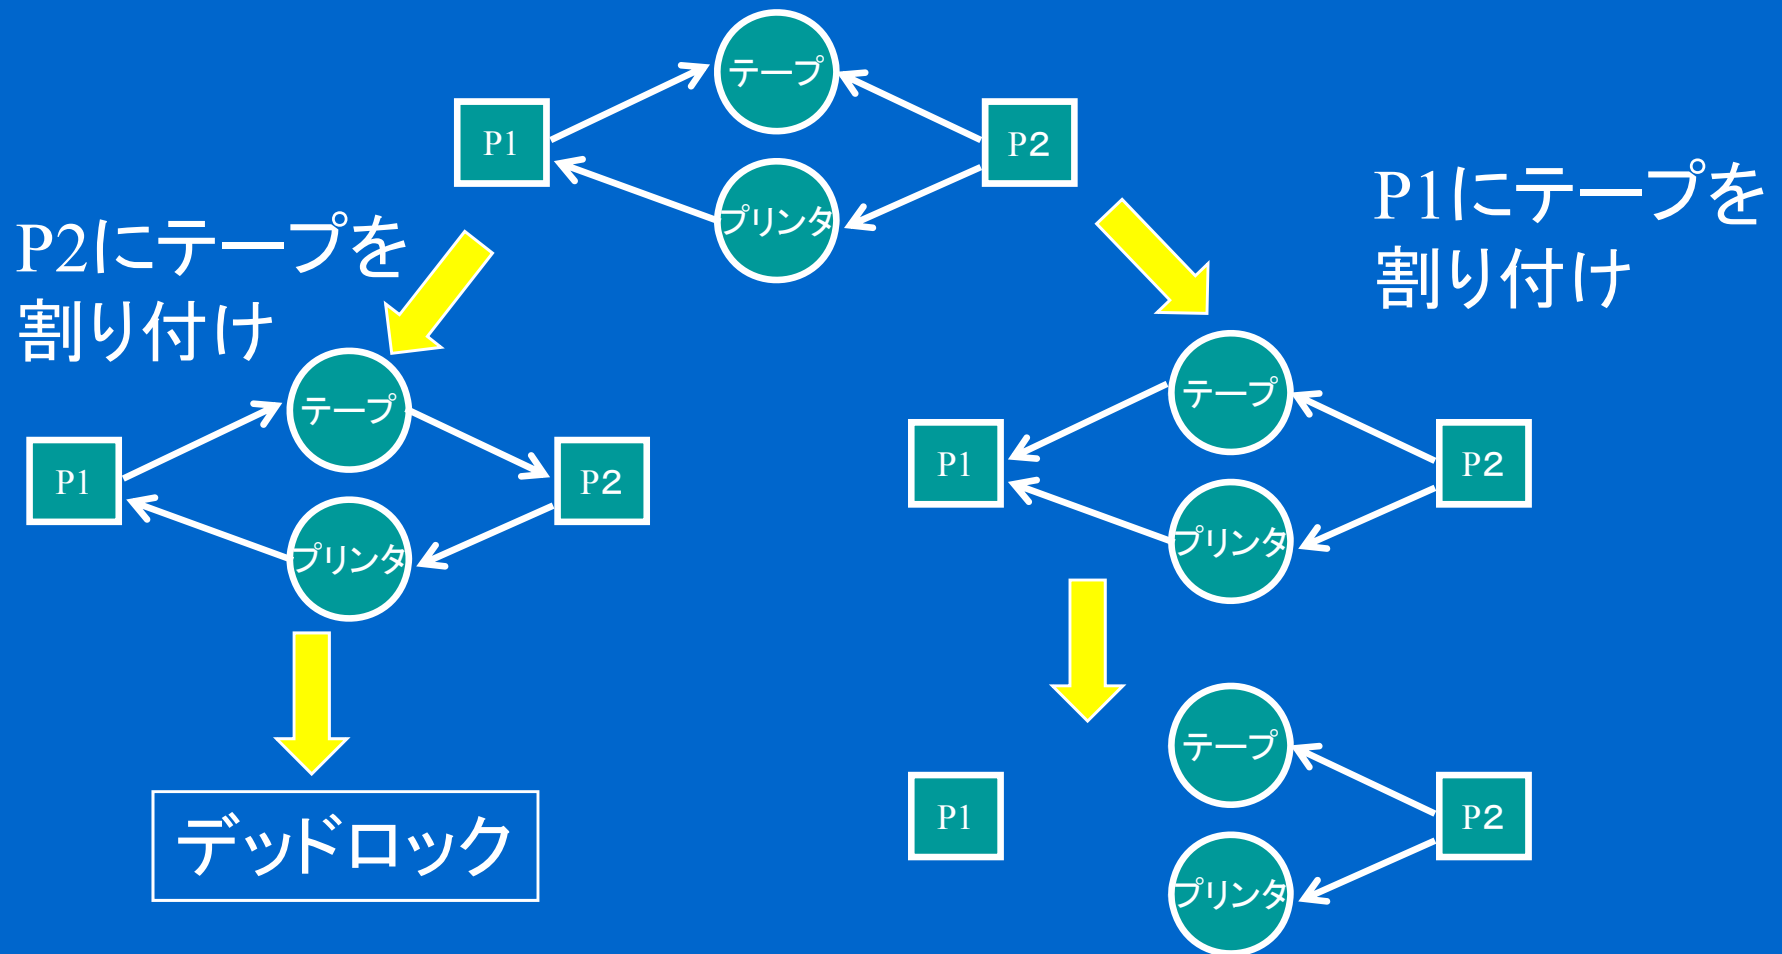 テープ
P1
P２
プリンタ
P2にテープを
割り付け
P1にテープを
割り付け
テープ
P1
P２
プリンタ
テープ
P1
P２
プリンタ
デッドロック
テープ
P1
P２
プリンタ